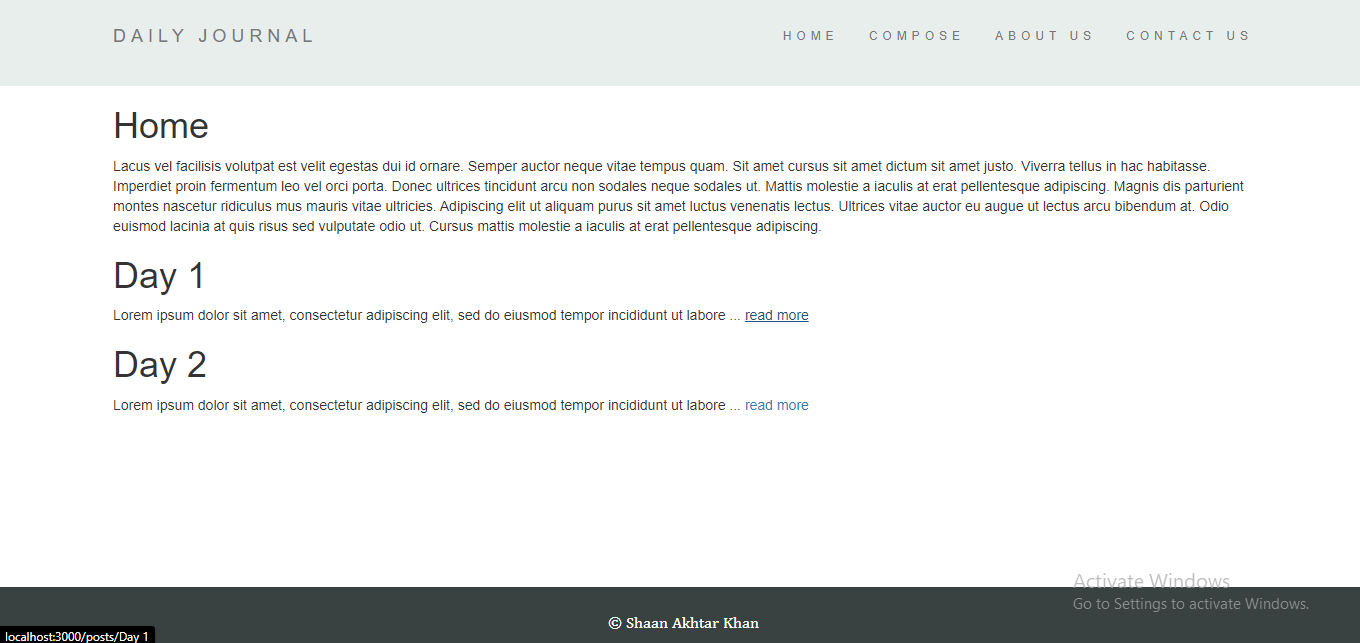 DAILY JOURNAL
HOME COMPOSE ABOUT US CONTACT US
Home
Lacus vel facilisis volutpat est velit egestas dui id ornare. Semper auctor neque vitae tempus quam. Sit amet cursus sit amet dictum sit amet justo. Viverra tellus in hac habitasse.
Imperdiet proin fermentum leo vel orci porta. Donec ultrices tincidunt arcu non sodales neque sodales ut. Mattis molestie a iaculis at erat pellentesque adipiscing. Magnis dis parturient
montes nascetur ridiculus mus mauris vitae ultricies. Adipiscing elit ut aliquam purus sit amet luctus venenatis lectus. Ultrices vitae auctor eu augue ut lectus arcu bibendum at. Odio
euismod lacinia at quis risus sed vulputate odio ut. Cursus mattis molestie a iaculis at erat pellentesque adipiscing.
Day 1
Lorem ipsum dolor sit amet, consectetur adipiscing elit, sed do eiusmod tempor incididunt ut labore ... read more
Day 2
Lorem ipsum dolor sit amet, consectetur adipiscing elit, sed do eiusmod tempor incididunt ut labore ... read more
Activate Windows
Go to Settings to activate Windows.
© Shaan Akhtar Khan
localhost:3000/posts/Day 1